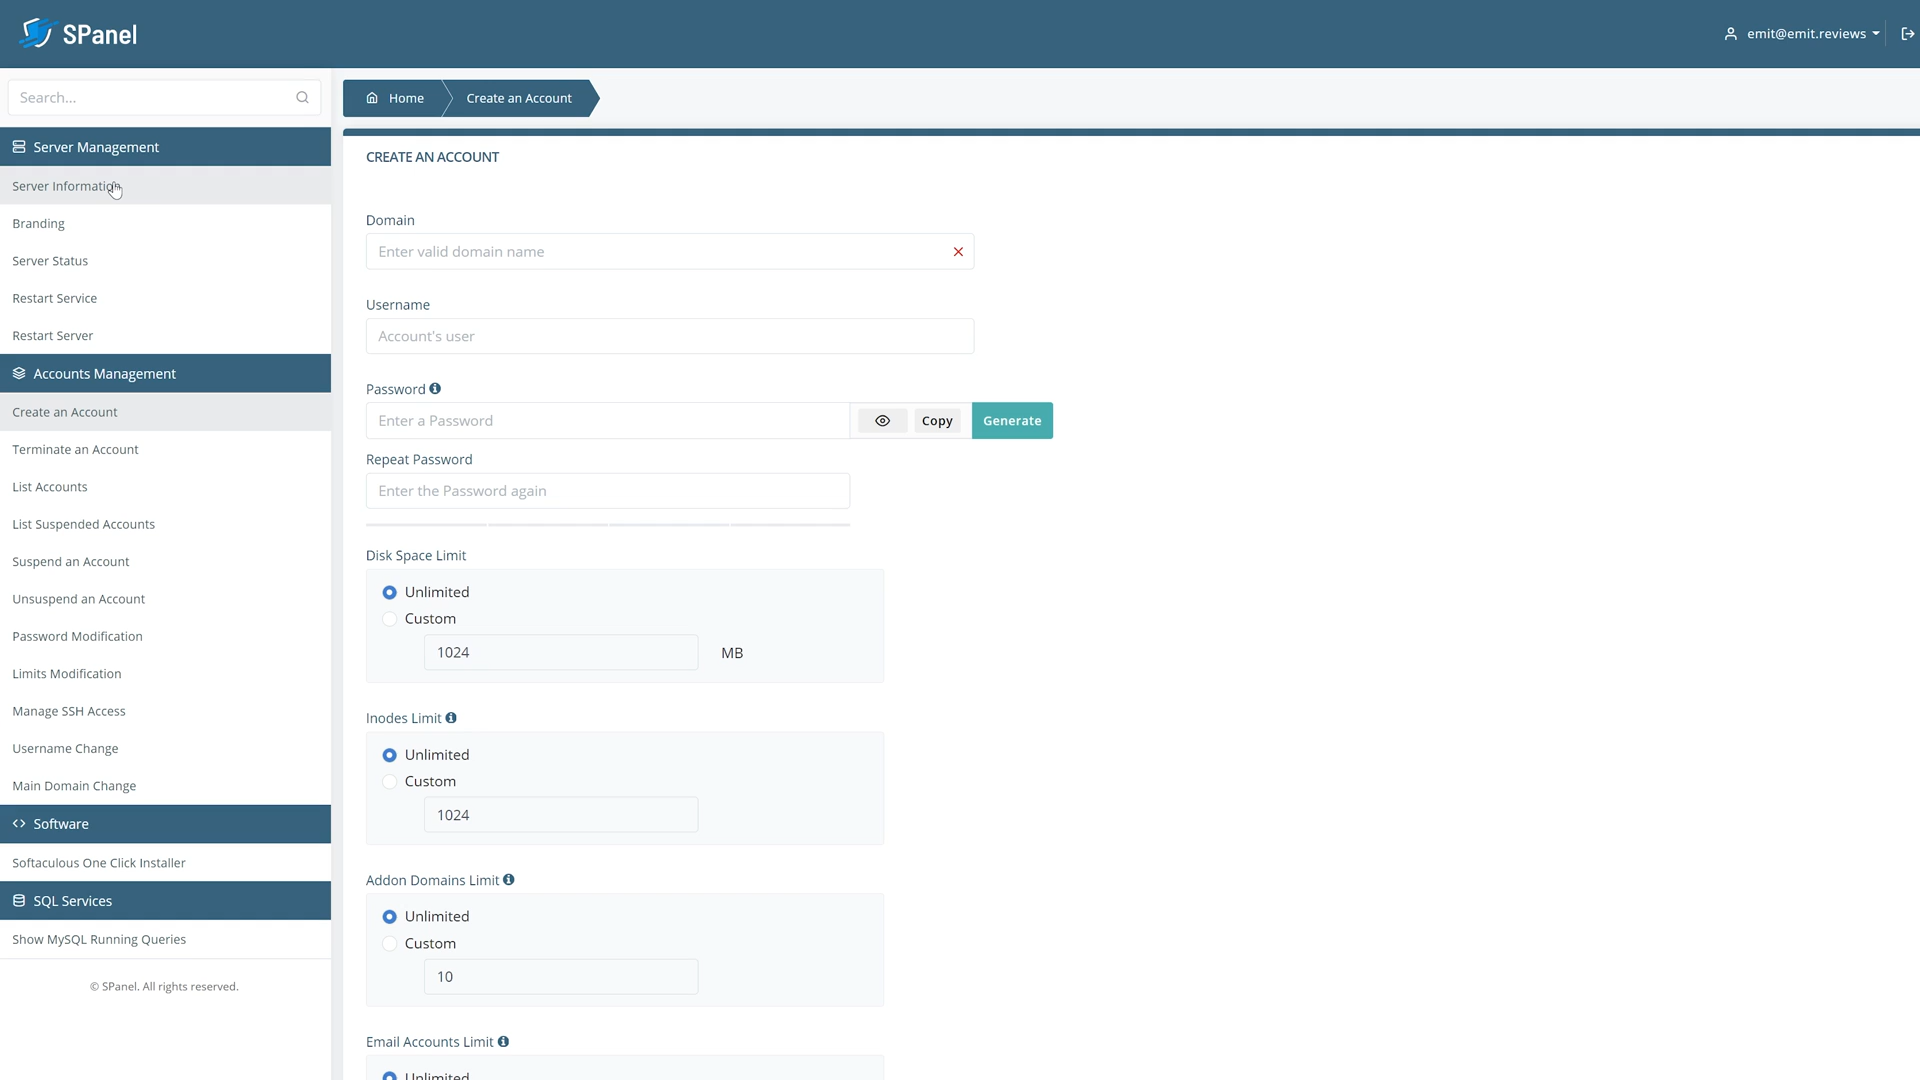 SPanel
emit@emit.reviews
Search...
Home
Create an Account
Server Management
Server Information
Branding
Server Status
Restart Service
Restart Server
Accounts Management
Create an Account
Terminate an Account
List Accounts
List Suspended Accounts
Suspend an Account
Unsuspend an Account
Password Modification
Limits Modification
Manage SSH Access
Username Change
Main Domain Change
Software
Softaculous One Click Installer
SQL Services
Show MySQL Running Queries
© SPanel. All rights reserved.
CREATE AN ACCOUNT
Domain
Enter valid domain name
Username
Account's user
Password
Enter a Password
Copy
Generate
Repeat Password
Enter the Password again
Disk Space Limit
Unlimited
Custom
1024 MB
Inodes Limit
Unlimited
Custom
1024
Addon Domains Limit
Unlimited
Custom
10
Email Accounts Limit
Unlimited